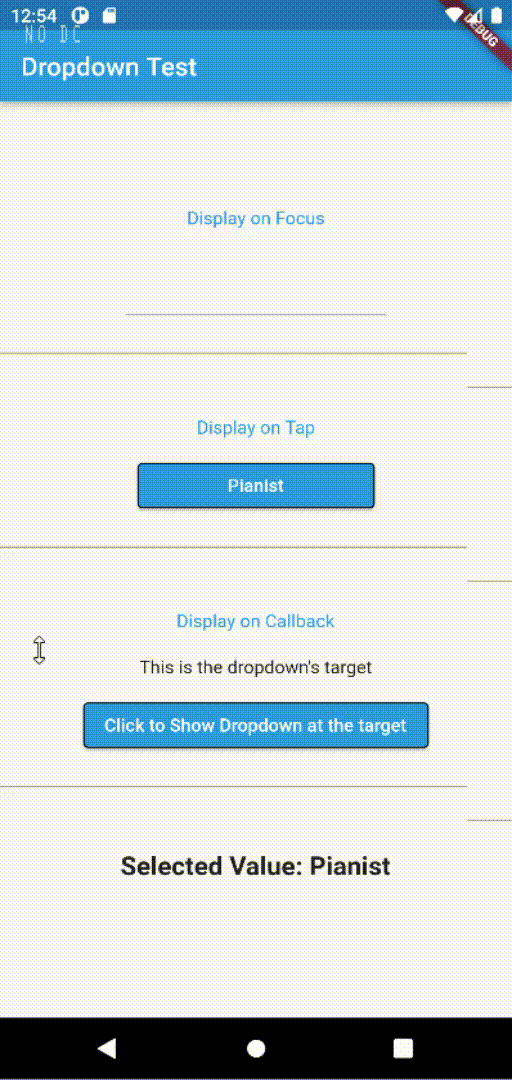 12:54
NO DC
DEBUG
Dropdown Test
Display on Focus
Display on Tap
Pianist
Display on Callback
This is the dropdown's target
Click to Show Dropdown at the target
Selected Value: Pianist